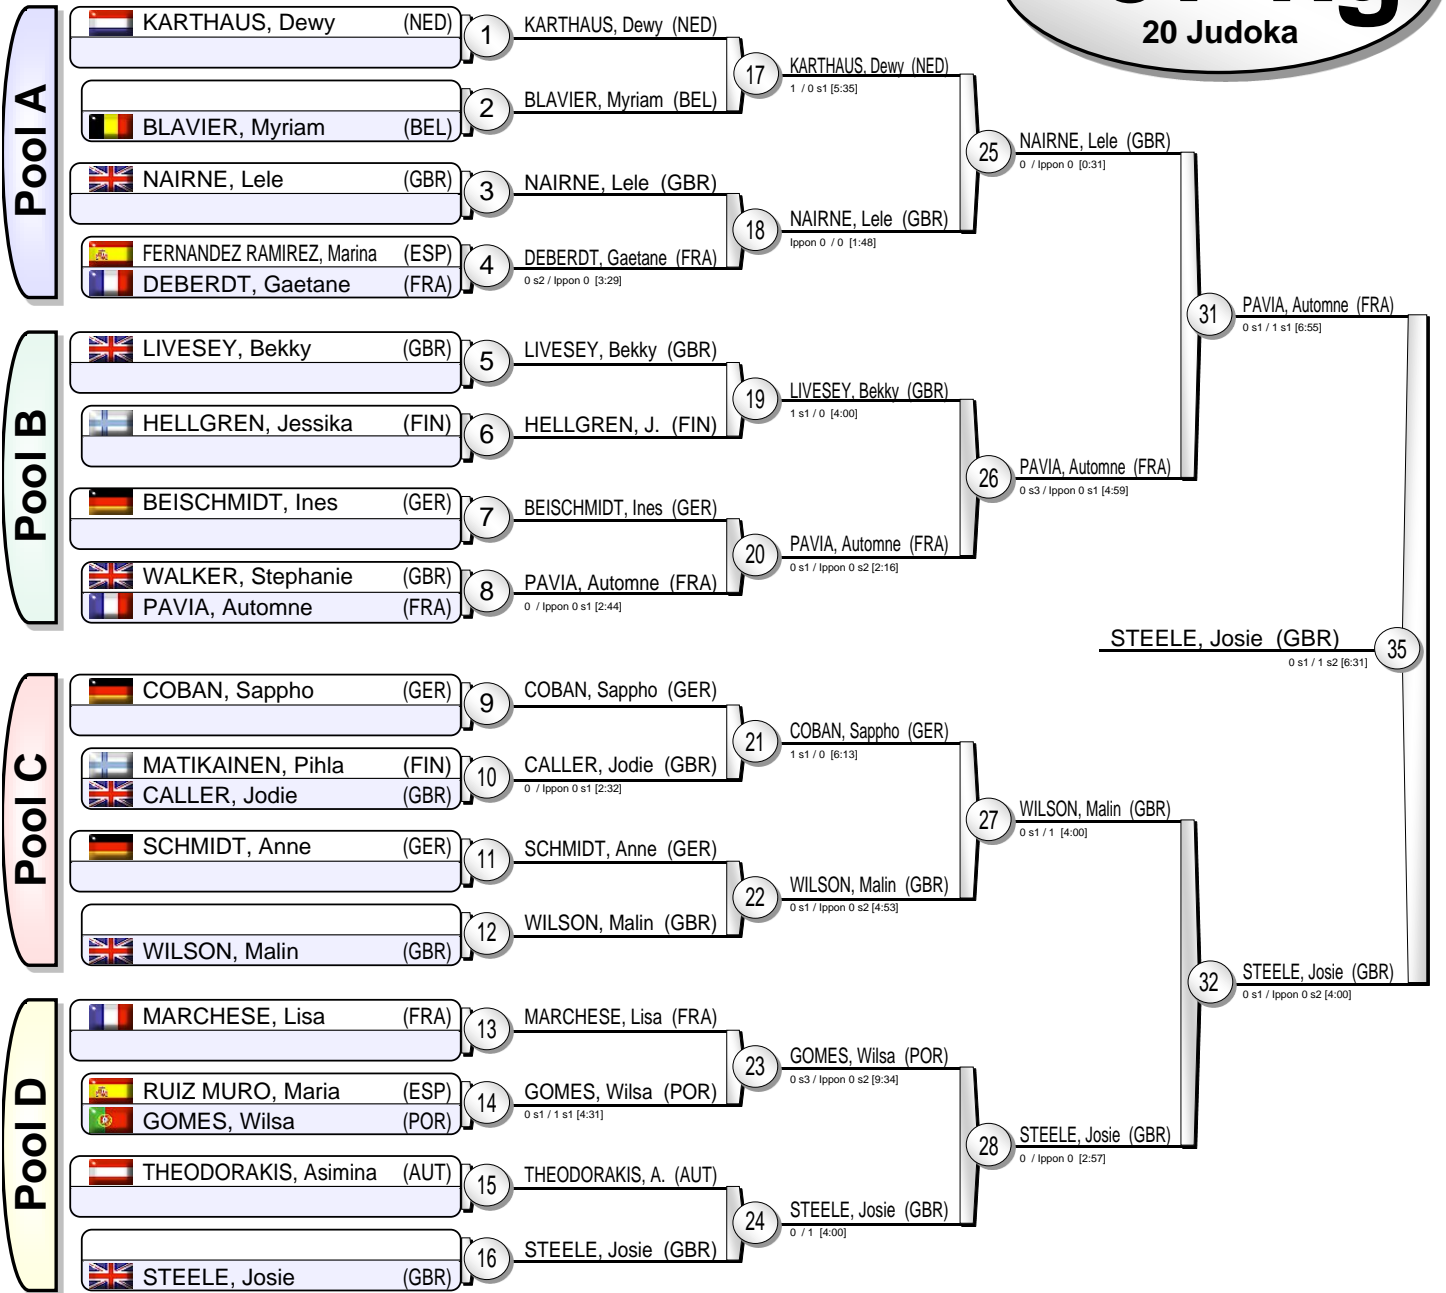 20 Judoka
Pool A
KARTHAUS, Dewy (NED)
1
BLAVIER, Myriam (BEL)
2
NAIRNE, Lele (GBR)
3
FERNANDEZ RAMIREZ, Marina (ESP)
DEBERDT, Gaetane (FRA)
4
Pool B
LIVESEY, Bekky (GBR)
5
HELLGREN, Jessika (FIN)
6
BEISCHMIDT, Ines (GER)
7
WALKER, Stephanie (GBR)
PAVIA, Automne (FRA)
8
Pool C
COBAN, Sappho (GER)
9
MATIKAINEN, Pihla (FIN)
CALLER, Jodie (GBR)
10
SCHMIDT, Anne (GER)
11
WILSON, Malin (GBR)
12
Pool D
MARCHESE, Lisa (FRA)
13
RUIZ MURO, Maria (ESP)
GOMES, Wilsa (POR)
14
THEODORAKIS, Asimina (AUT)
15
STEELE, Josie (GBR)
16
KARTHAUS, Dewy (NED)
17
BLAVIER, Myriam (BEL)
NAIRNE, Lele (GBR)
18
DEBERDT, Gaetane (FRA)
0 s2 / Ippon 0 [3:29]
LIVESEY, Bekky (GBR)
19
HELLGREN, J. (FIN)
BEISCHMIDT, Ines (GER)
20
PAVIA, Automne (FRA)
0 / Ippon 0 s1 [2:44]
COBAN, Sappho (GER)
21
CALLER, Jodie (GBR)
0 / Ippon 0 s1 [2:32]
SCHMIDT, Anne (GER)
22
WILSON, Malin (GBR)
MARCHESE, Lisa (FRA)
23
GOMES, Wilsa (POR)
0 s1 / 1 s1 [4:31]
THEODORAKIS, A. (AUT)
24
STEELE, Josie (GBR)
KARTHAUS, Dewy (NED)
1 / 0 s1 [5:35]
25
NAIRNE, Lele (GBR)
Ippon 0 / 0 [1:48]
LIVESEY, Bekky (GBR)
1 s1 / 0 [4:00]
26
PAVIA, Automne (FRA)
0 s1 / Ippon 0 s2 [2:16]
COBAN, Sappho (GER)
1 s1 / 0 [6:13]
27
WILSON, Malin (GBR)
0 s1 / Ippon 0 s2 [4:53]
GOMES, Wilsa (POR)
0 s3 / Ippon 0 s2 [9:34]
28
STEELE, Josie (GBR)
0 / 1 [4:00]
NAIRNE, Lele (GBR)
0 / Ippon 0 [0:31]
31
PAVIA, Automne (FRA)
0 s3 / Ippon 0 s1 [4:59]
WILSON, Malin (GBR)
0 s1 / 1 [4:00]
32
STEELE, Josie (GBR)
0 / Ippon 0 [2:57]
PAVIA, Automne (FRA)
0 s1 / 1 s1 [6:55]
35
STEELE, Josie (GBR)
0 s1 / Ippon 0 s2 [4:00]
STEELE, Josie (GBR)
0 s1 / 1 s2 [6:31]